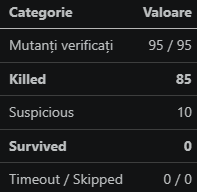 Categorie Valoare
Mutanți verificați 95 / 95
Killed 85
Suspicious 10
Survived 0
Timeout / Skipped 0 / 0